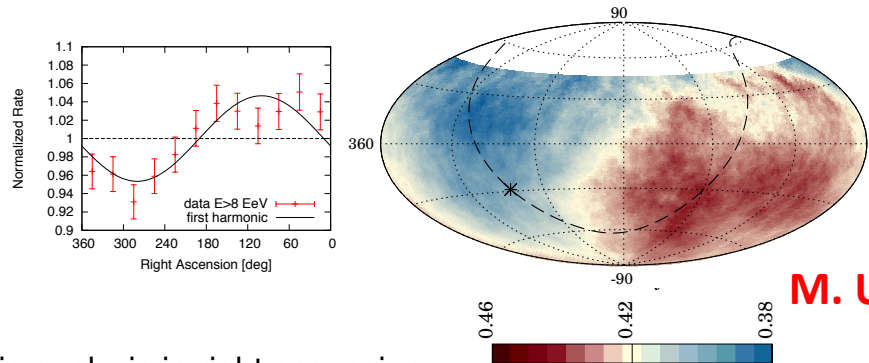 1.1
1.08
1.06
1.04
1.02
1
0.98
0.96
0.94
0.92
0.9
Normalized Rate
data E>8 EeV
first harmonic
360 300 240 180 120 60 0
Right Ascension [deg]
90
360
-90
0.46 0.42 0.38